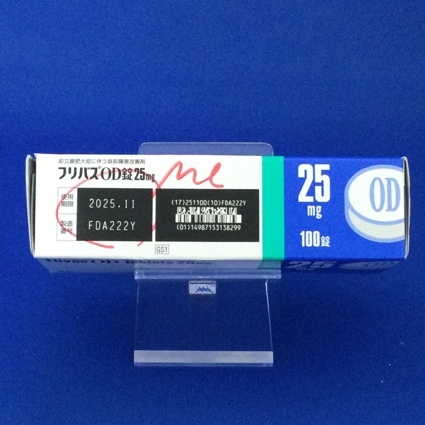 前立腺肥大症に伴う排尿障害改善剤
フリバスOD錠25mg
使用
期限
2025.11
製造
番号
FDA222Y
(17)251100(10)FDA222Y
(01)14987153138299
GS1
25
mg
100錠
OD
25